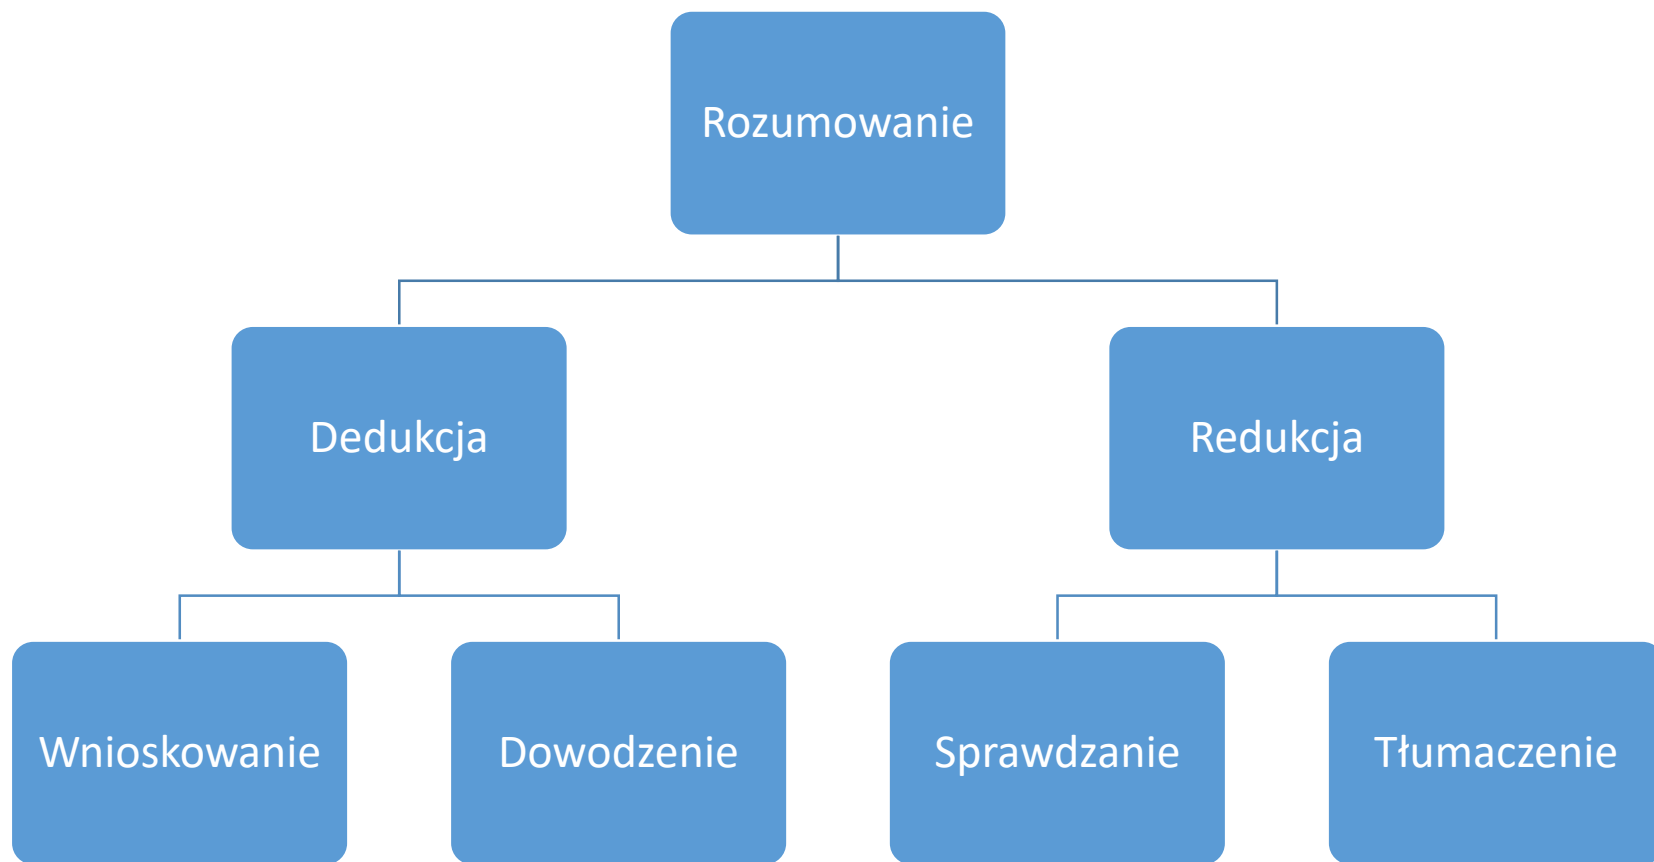 Rozumowanie
Dedukcja
Redukcja
Wnioskowanie
Dowodzenie
Sprawdzanie
Tłumaczenie